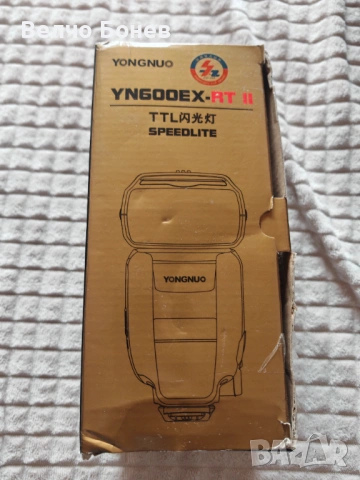 Велчо Бонев
YONGNUO
YN600EX-RT II
TTL闪光灯
SPEEDLITE
YONGNUO
BAZAR